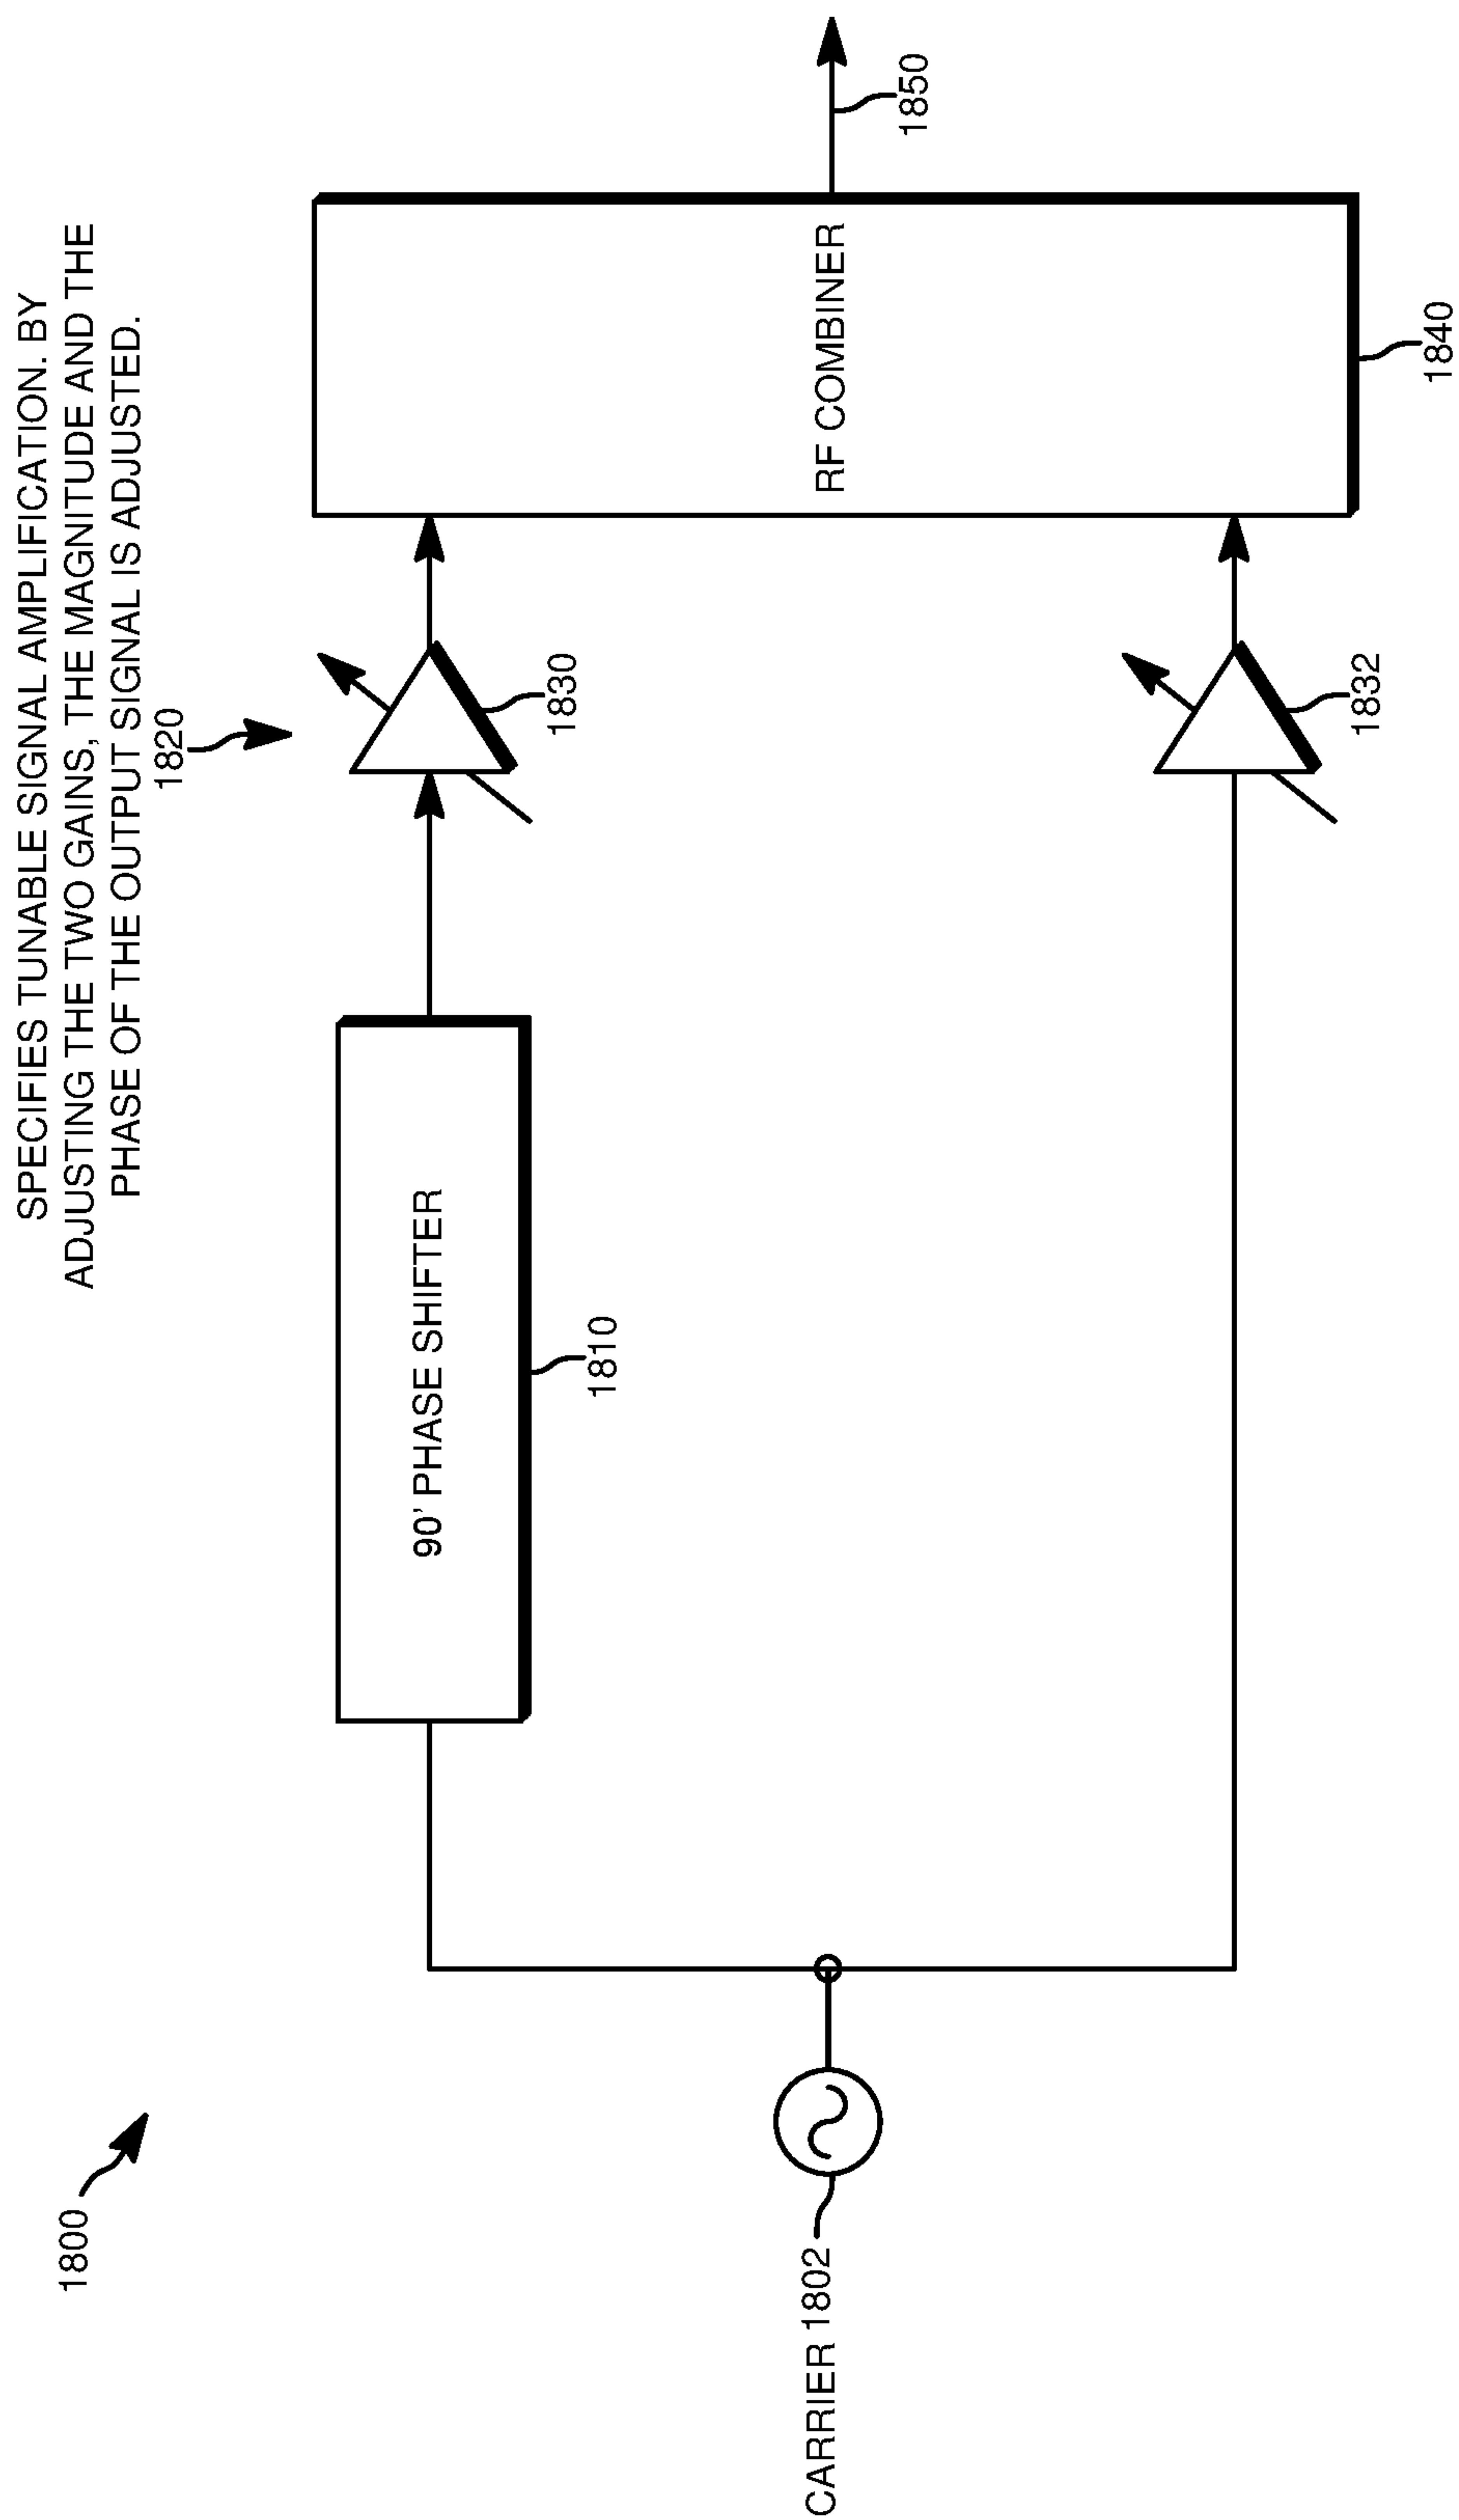 SPECIFIES TUNABLE SIGNAL AMPLIFICATION. BY
ADJUSTING THE TWO GAINS, THE MAGNITUDE AND THE
PHASE OF THE OUTPUT SIGNAL IS ADJUSTED.
1800
1820
90' PHASE SHIFTER
1810
1830
RF COMBINER
1850
CARRIER 1802
1832
1840